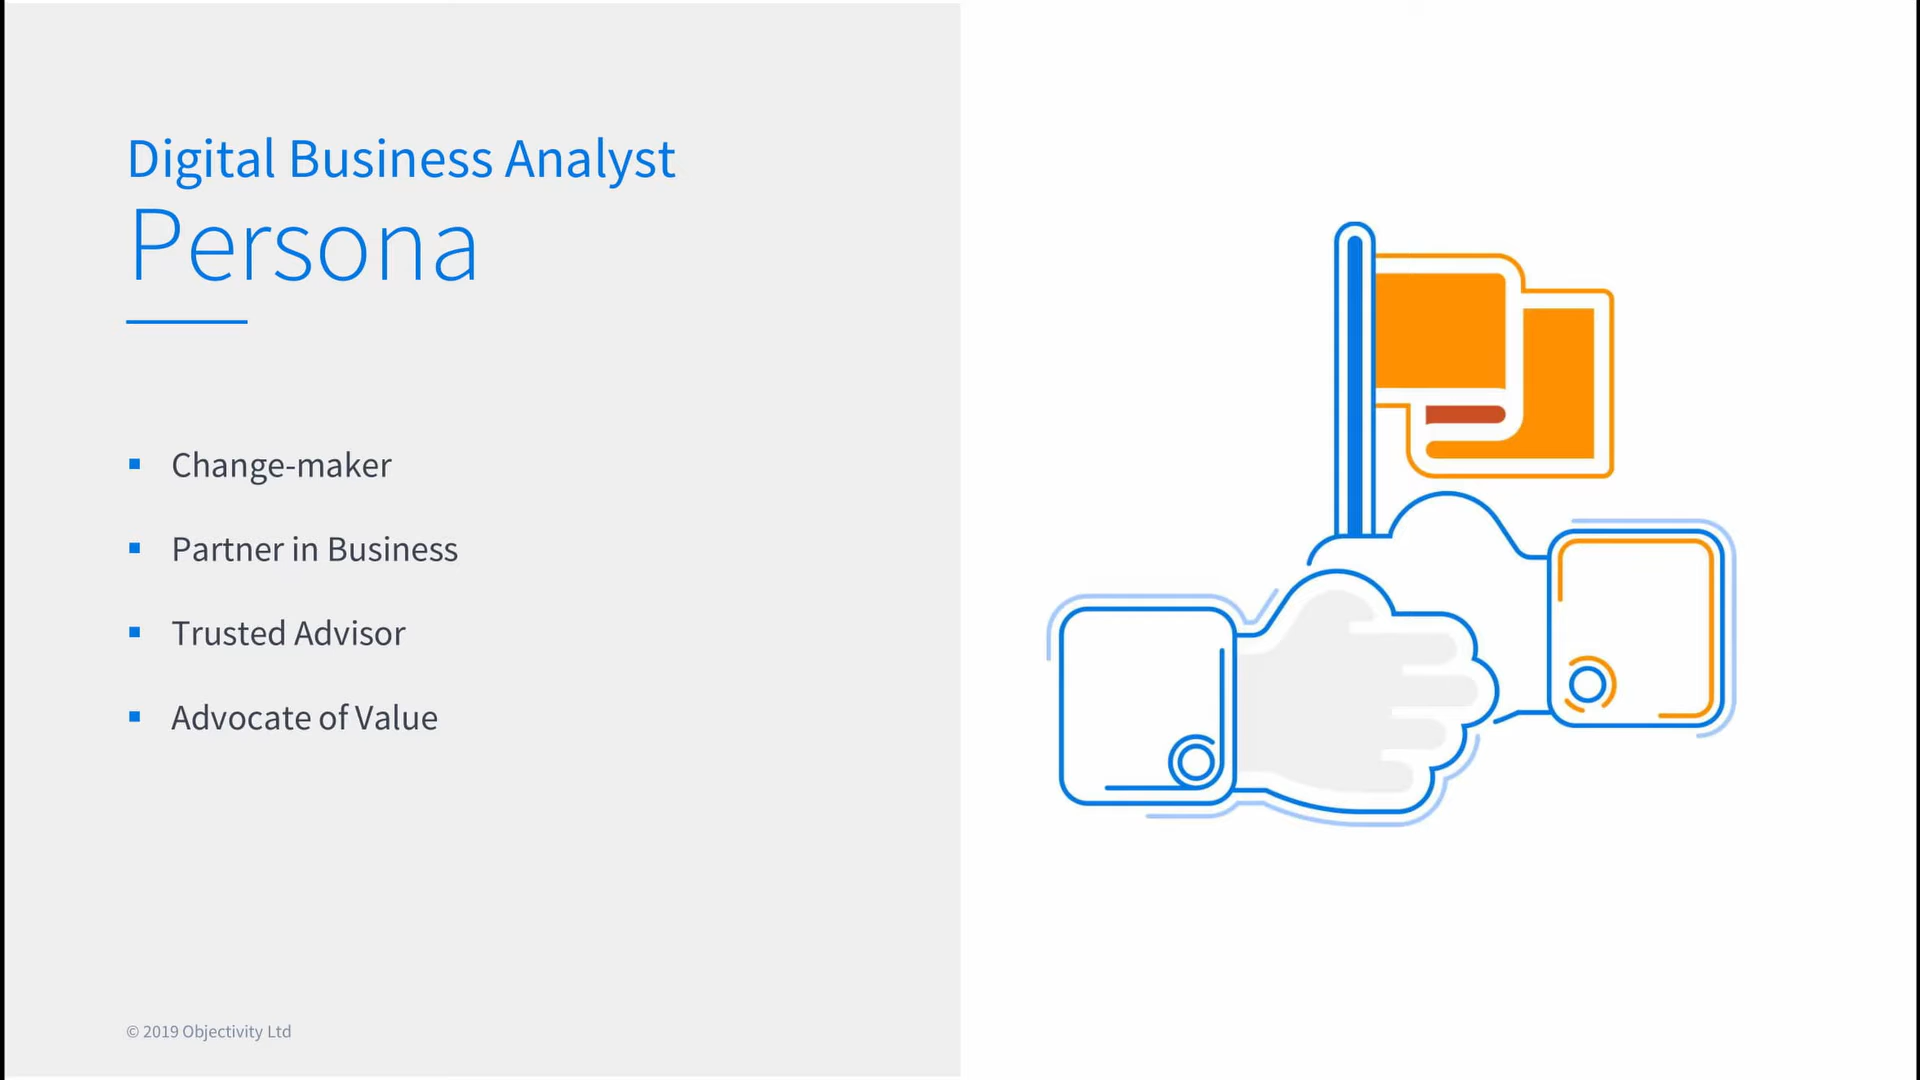 Digital Business Analyst
Persona
Change-maker
Partner in Business
Trusted Advisor
Advocate of Value
© 2019 Objectivity Ltd